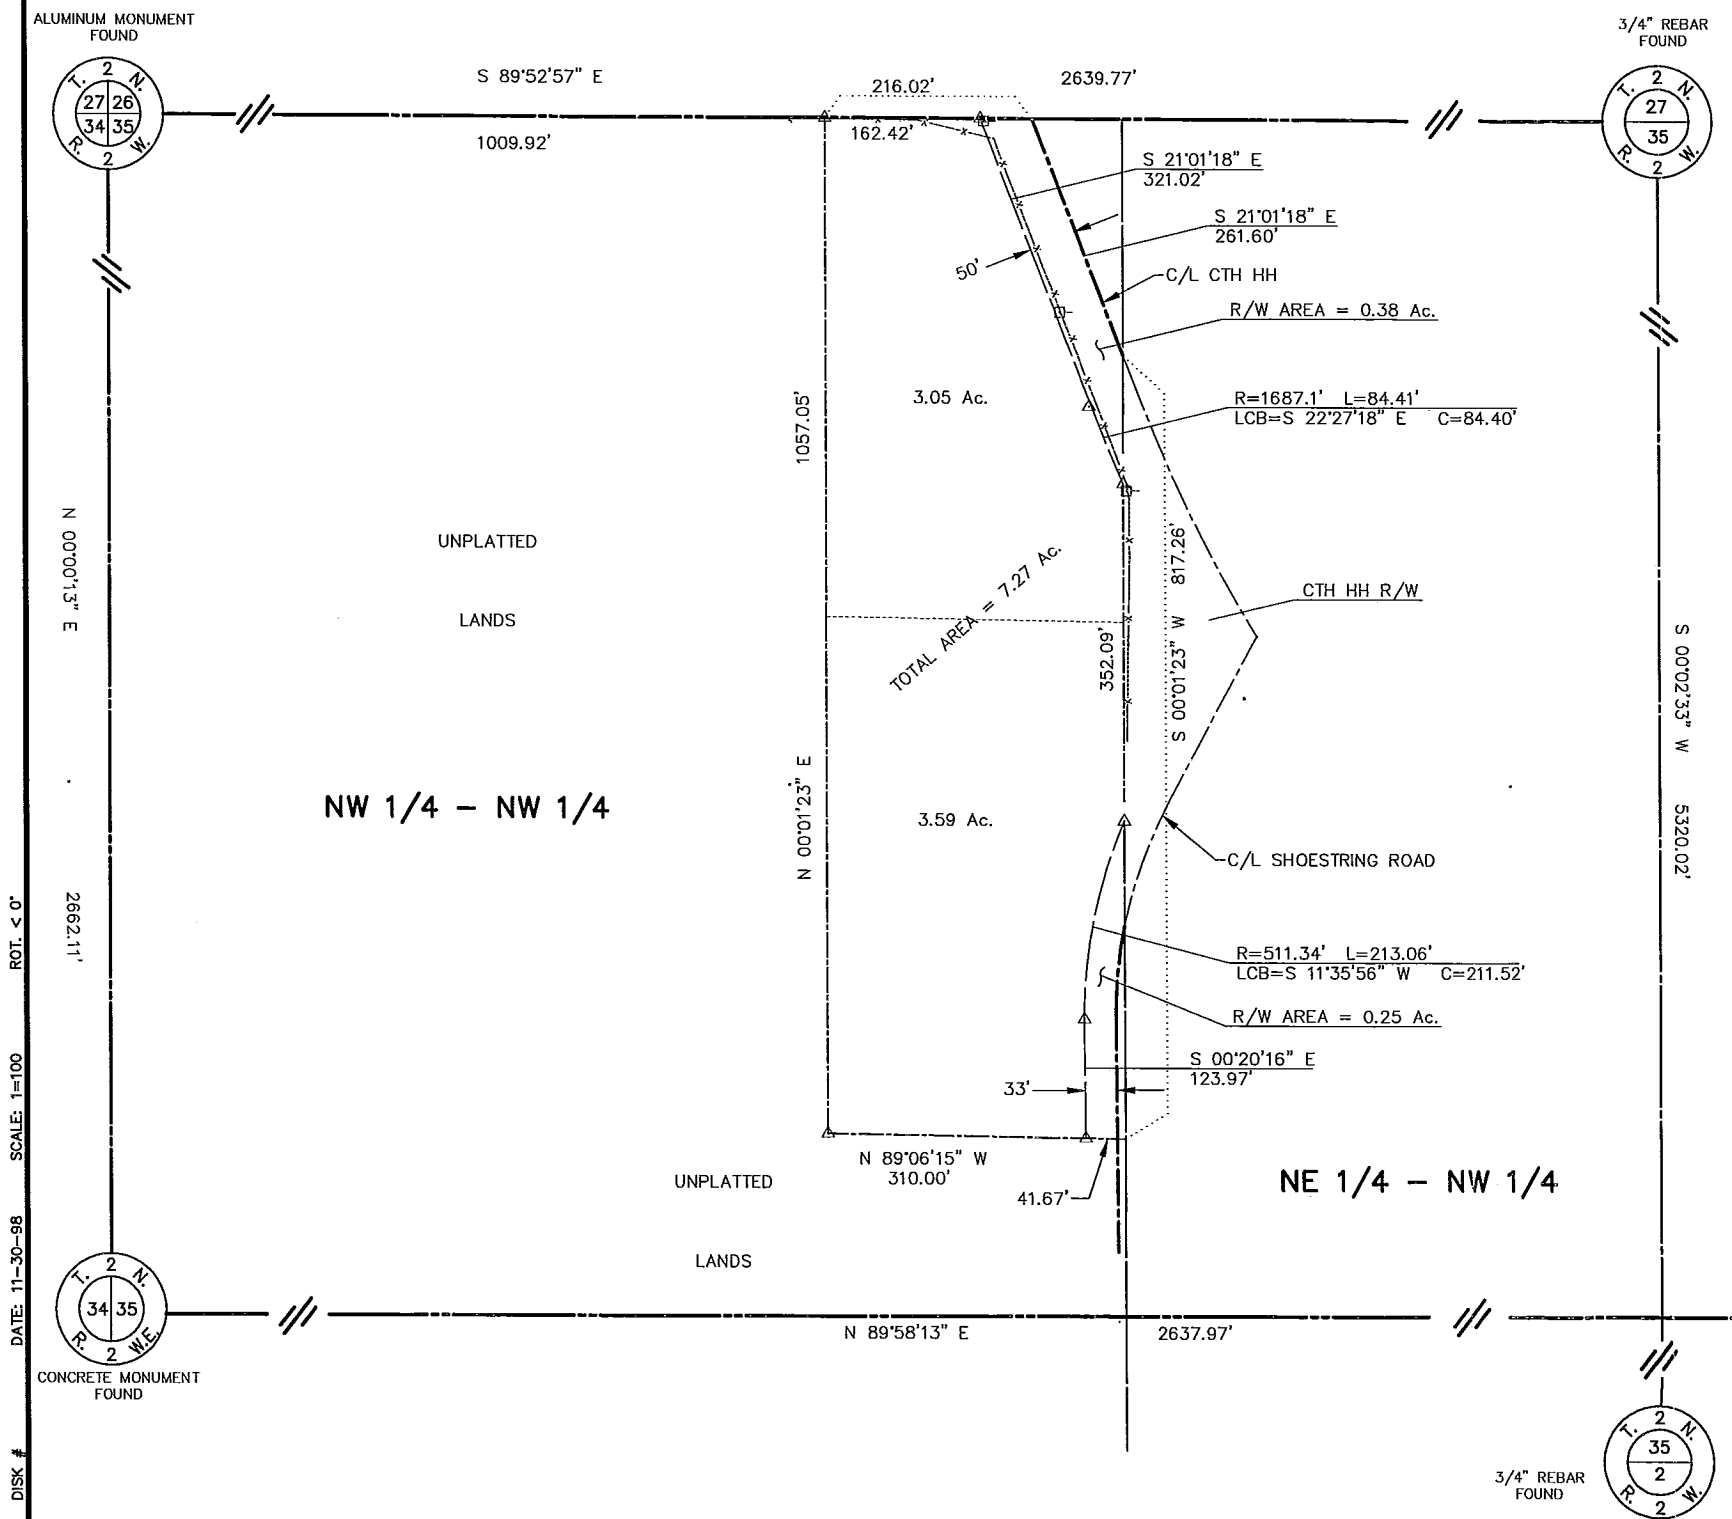 ALUMINUM MONUMENT
FOUND
3/4" REBAR
FOUND
T. 2 N.
27 26
34 35
R. 2 W.
S 89°52'57" E
216.02'
2639.77'
T. 2 N.
27
35
R. 2 W.
1009.92'
162.42'
S 21°01'18" E
321.02'
S 21°01'18" E
261.60'
50'
C/L CTH HH
R/W AREA = 0.38 Ac.
3.05 Ac.
R=1687.1' L=84.41'
LCB=S 22°27'18" E C=84.40'
1057.05'
N 00°00'13" E
UNPLATTED
LANDS
TOTAL AREA = 7.27 Ac.
352.09'
S 00°01'23" W 817.26'
CTH HH R/W
S 00°02'33" W 5320.02'
NW 1/4 - NW 1/4
N 00°01'23" E
3.59 Ac.
C/L SHOESTRING ROAD
2662.11'
R=511.34' L=213.06'
LCB=S 11°35'56" W C=211.52'
R/W AREA = 0.25 Ac.
S 00°20'16" E
123.97'
33'
N 89°06'15" W
310.00'
41.67'
UNPLATTED
LANDS
NE 1/4 - NW 1/4
T. 2 N.
34 35
R. 2 W.E.
CONCRETE MONUMENT
FOUND
N 89°58'13" E
2637.97'
T. 2 N.
35
2
R. 2 W.
3/4" REBAR
FOUND
DISK # DATE: 11-30-98 SCALE: 1=100 ROT. < 0°